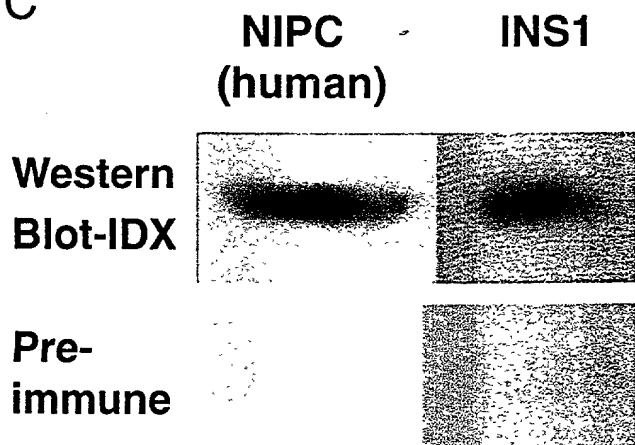 C
NIPC INS1
(human)
Western
Blot-IDX
Pre-
immune